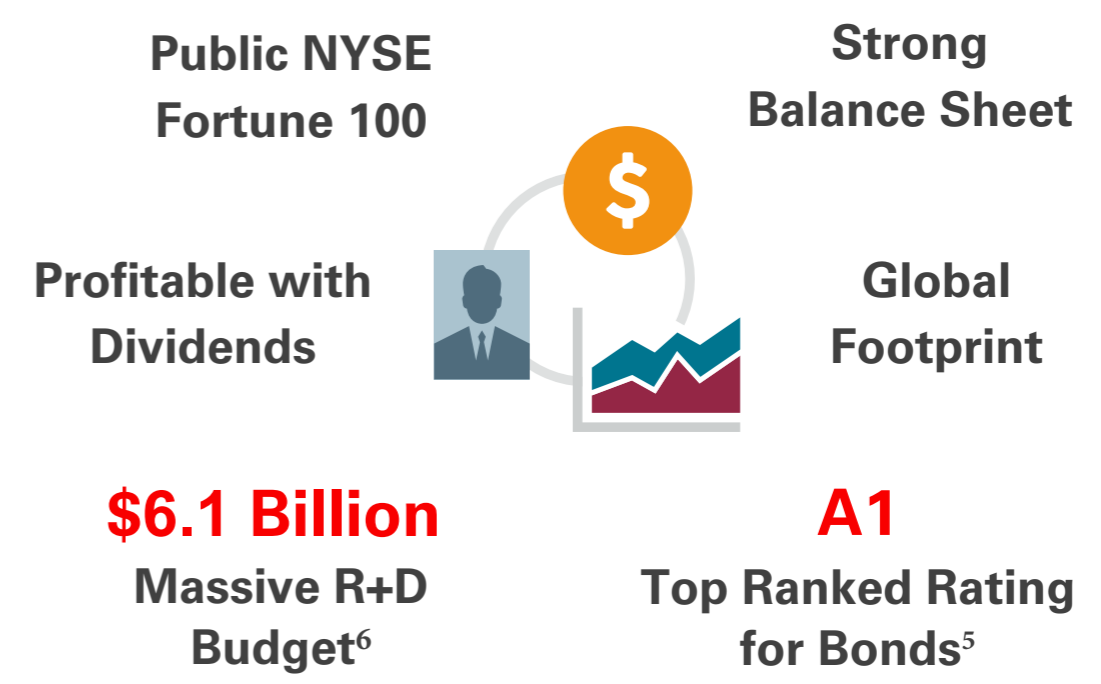 Public NYSE
Fortune 100
Strong
Balance Sheet
$
Profitable with
Dividends
Global
Footprint
$6.1 Billion
Massive R+D
Budget⁶
A1
Top Ranked Rating
for Bonds⁵